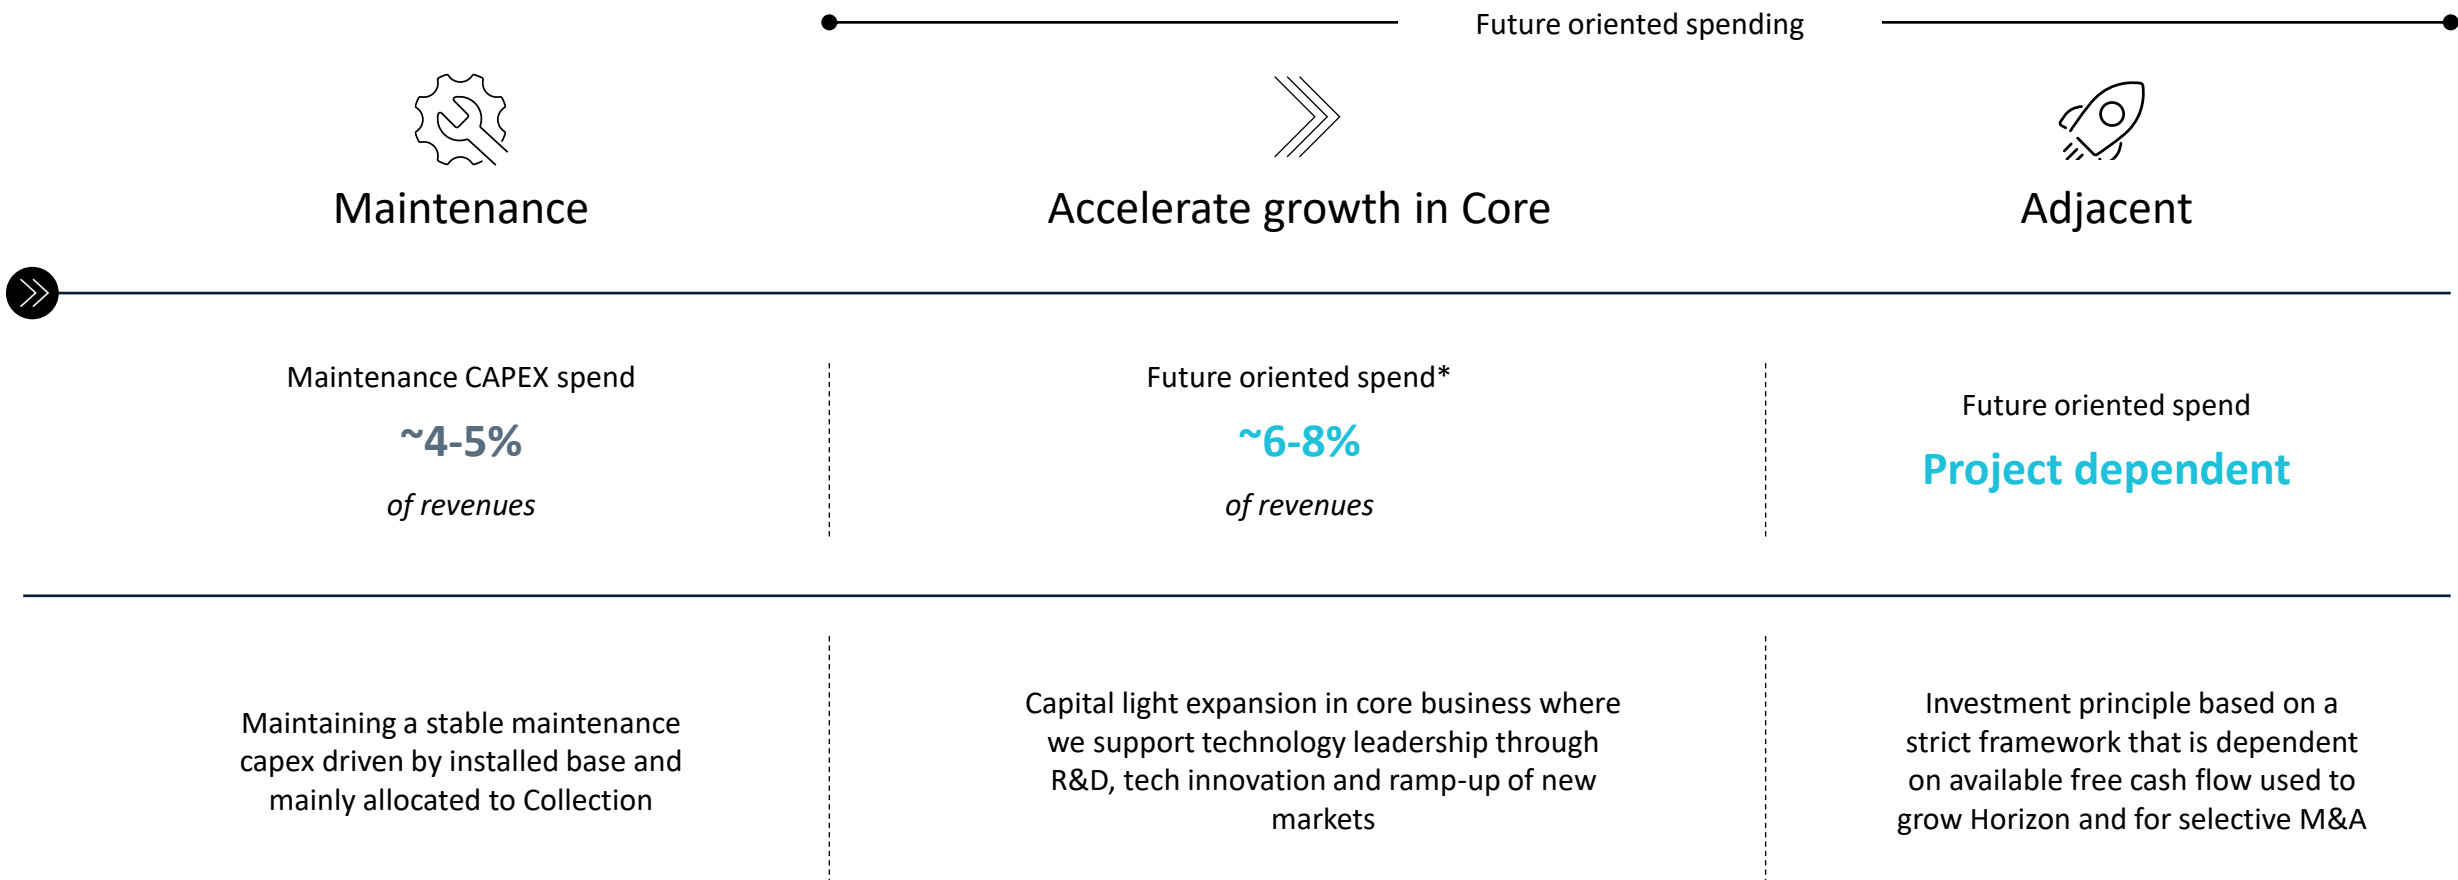 Future oriented spending
Maintenance
Accelerate growth in Core
Adjacent
Maintenance CAPEX spend
~4-5%
of revenues
Future oriented spend*
~6-8%
of revenues
Future oriented spend
Project dependent
Maintaining a stable maintenance
capex driven by installed base and
mainly allocated to Collection
Capital light expansion in core business where
we support technology leadership through
R&D, tech innovation and ramp-up of new
markets
Investment principle based on a
strict framework that is dependent
on available free cash flow used to
grow Horizon and for selective M&A